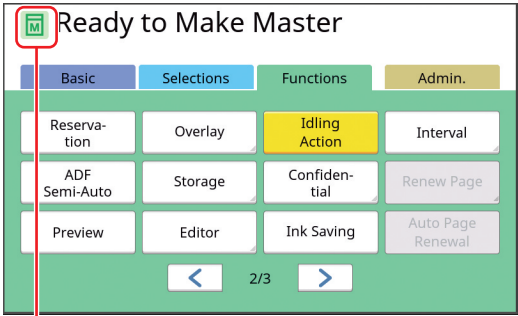 M
Ready to Make Master
Basic Selections Functions Admin.
Reserva-
tion
Overlay
Idling
Action
Interval
ADF
Semi-Auto
Storage
Confiden-
tial
Renew Page
Preview
Editor
Ink Saving
Auto Page
Renewal
2/3